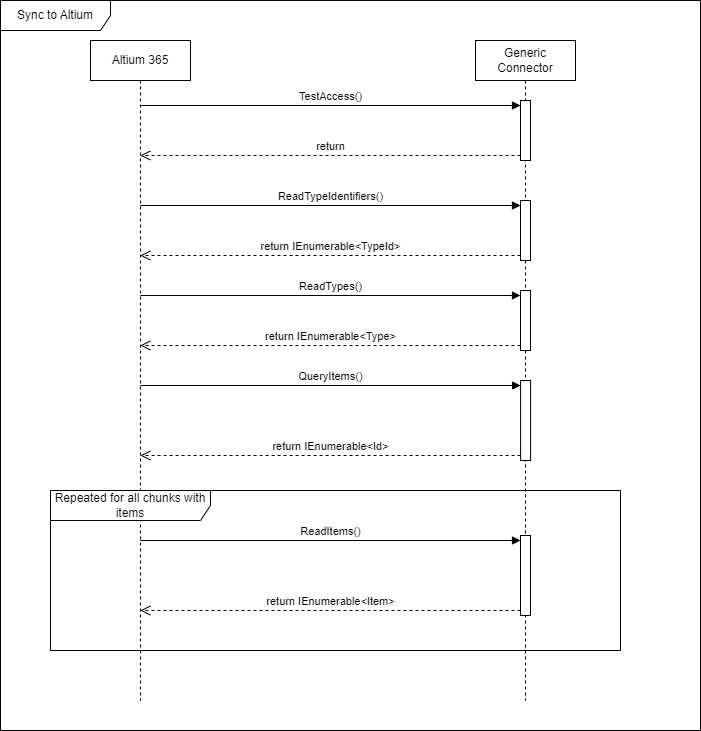 Sync to Altium
Altium 365
Generic
Connector
TestAccess()
return
ReadTypeIdentifiers()
return IEnumerable<TypeId>
ReadTypes()
return IEnumerable<Type>
QueryItems()
return IEnumerable<Id>
Repeated for all chunks with
items
ReadItems()
return IEnumerable<Item>